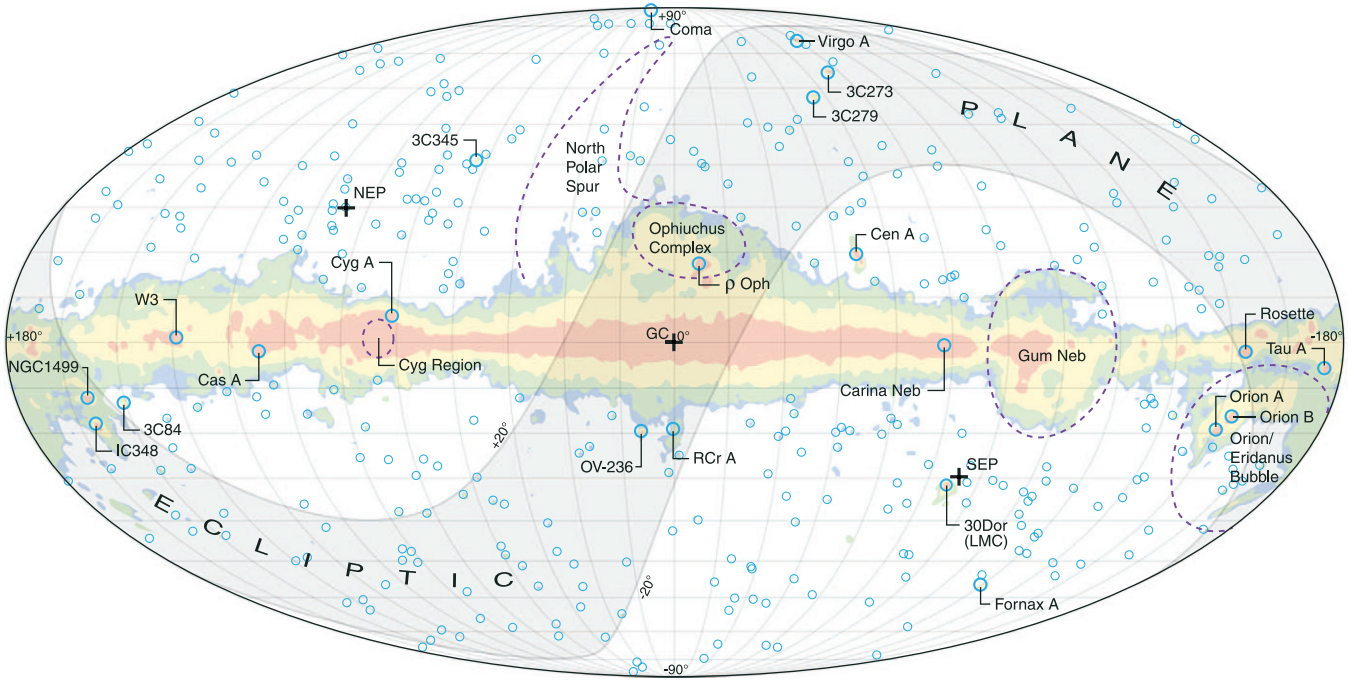 +90°
Coma
Virgo A
3C273
3C279
P L A N E
3C345
North
Polar
Spur
NEP
Ophiuchus
Complex
Cen A
Cyg A
ρ Oph
W3
Rosette
+180°
GC
0°
-180°
Tau A
NGC1499
Cas A
Cyg Region
Carina Neb
Gum Neb
Orion A
Orion B
3C84
IC348
+20°
OV-236
RCr A
SEP
Orion/
Eridanus
Bubble
30Dor
(LMC)
E C L I P T I C
-20°
Fornax A
-90°